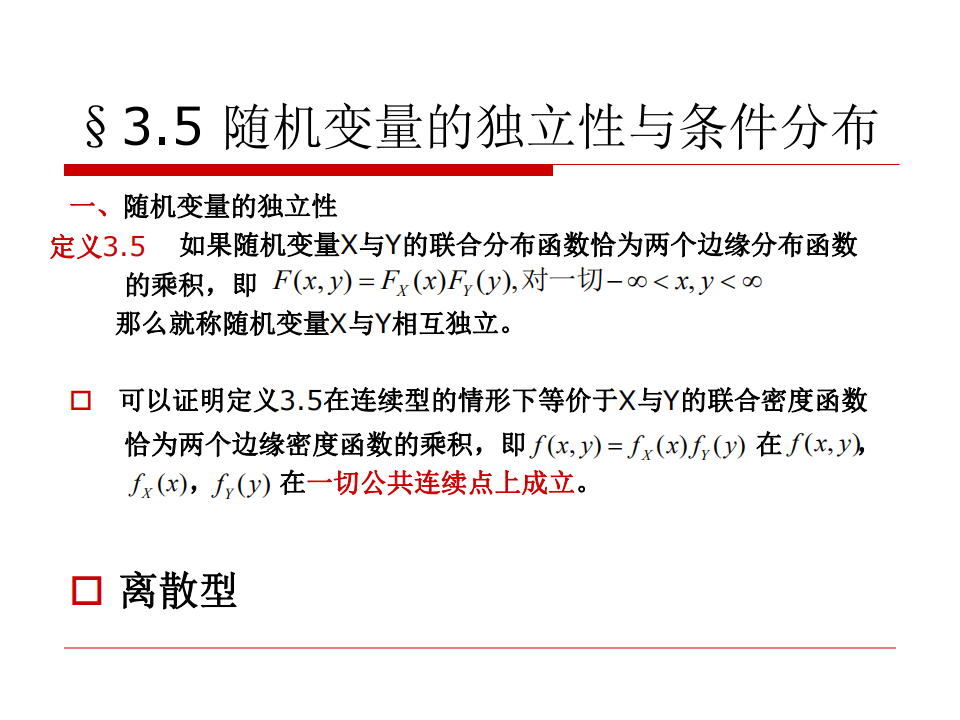 §3.5 随机变量的独立性与条件分布
一、随机变量的独立性
定义3.5 如果随机变量X与Y的联合分布函数恰为两个边缘分布函数
的乘积，即 F(x, y) = F_X(x)F_Y(y), 对一切 − ∞ < x, y < ∞
那么就称随机变量X与Y相互独立。
可以证明定义3.5在连续型的情形下等价于X与Y的联合密度函数
恰为两个边缘密度函数的乘积，即 f(x, y) = f_X(x) f_Y(y) 在 f(x, y)，
f_X(x)，f_Y(y) 在一切公共连续点上成立。
离散型